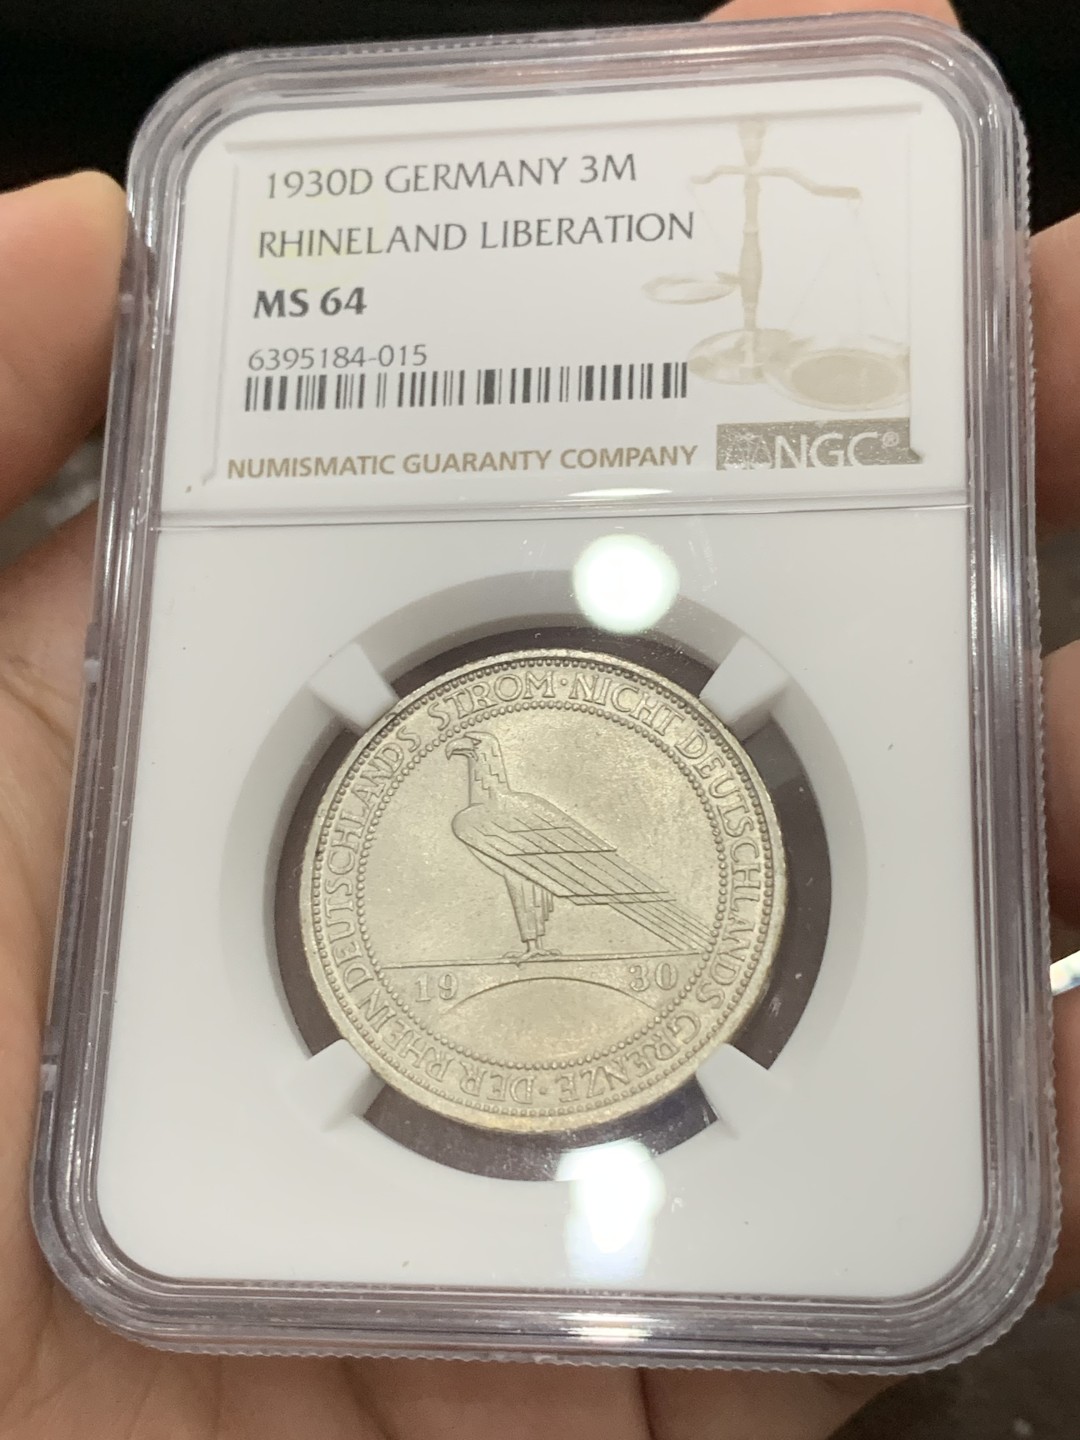 1930D GERMANY 3M
RHINELAND LIBERATION
MS 64
6395184-015
NUMISMATIC GUARANTY COMPANY
NGC®
DER RHEIN DEUTSCHLANDS STROM · NICHT DEUTSCHLANDS GRENZE ·
19 30